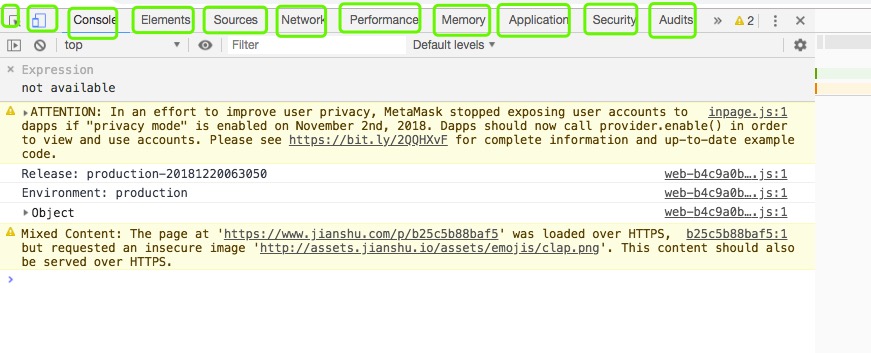 Console Elements Sources Network Performance Memory Application Security Audits » 2
top Filter Default levels
× Expression
not available
ATTENTION: In an effort to improve user privacy, MetaMask stopped exposing user accounts to inpage.js:1
dapps if "privacy mode" is enabled on November 2nd, 2018. Dapps should now call provider.enable() in order
to view and use accounts. Please see https://bit.ly/2QQHXvF for complete information and up-to-date example
code.
Release: production-20181220063050 web-b4c9a0b….js:1
Environment: production web-b4c9a0b….js:1
Object web-b4c9a0b….js:1
Mixed Content: The page at 'https://www.jianshu.com/p/b25c5b88baf5' was loaded over HTTPS, b25c5b88baf5:1
but requested an insecure image 'http://assets.jianshu.io/assets/emojis/clap.png'. This content should also
be served over HTTPS.